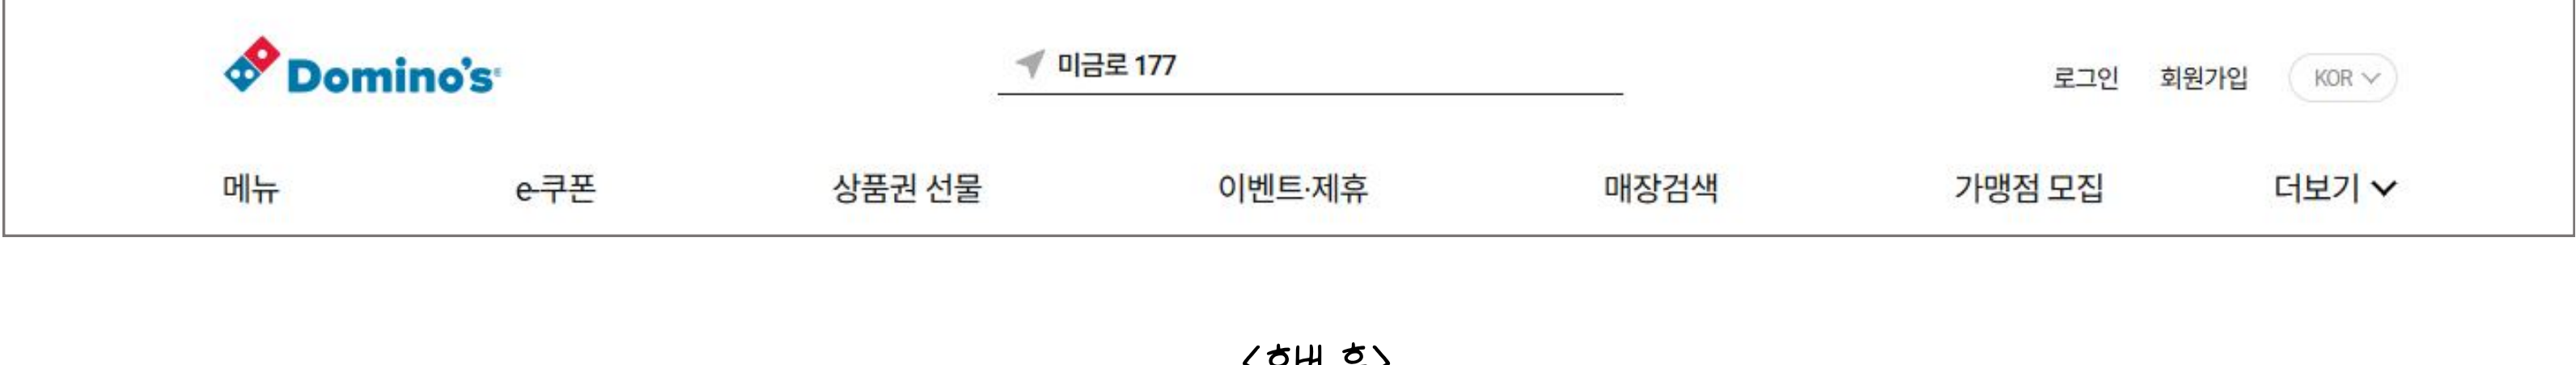 Domino's
미금로 177
로그인 회원가입 KOR
메뉴 e-쿠폰 상품권 선물 이벤트·제휴 매장검색 가맹점 모집 더보기